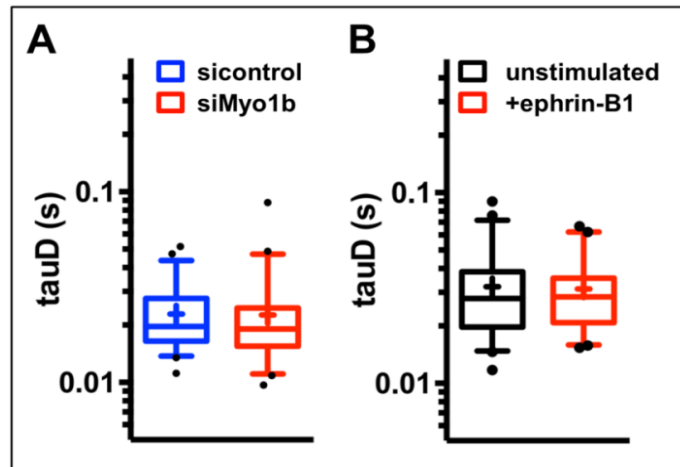 A
sicontrol
siMyo1b
0.1
0.01
tauD (s)
B
unstimulated
+ephrin-B1
0.1
0.01
tauD (s)